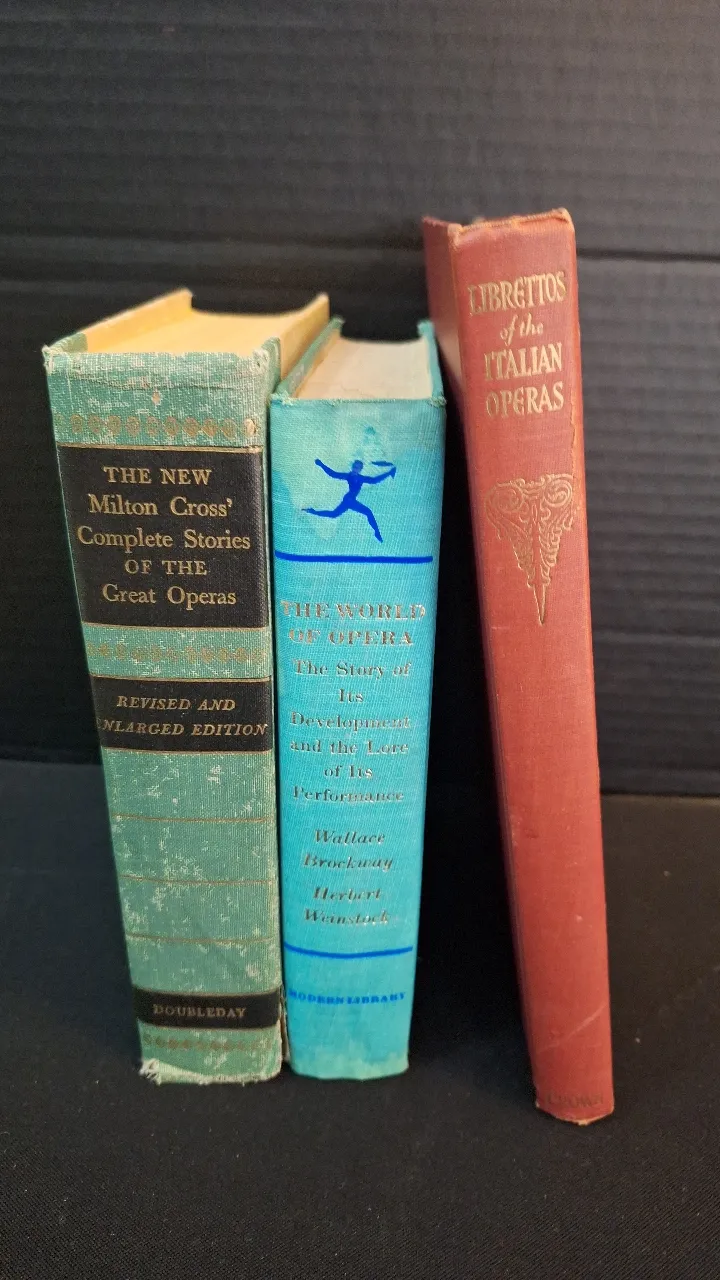 THE NEW
Milton Cross'
Complete Stories
OF THE
Great Operas
REVISED AND
ENLARGED EDITION
DOUBLEDAY
THE WORLD
OF OPERA
The Story of
Its
Development
and the Lore
of Its
Performance
Wallace
Brockway
Herbert
Weinstock
MODERN LIBRARY
LIBRETTOS
of the
ITALIAN
OPERAS
CROWN